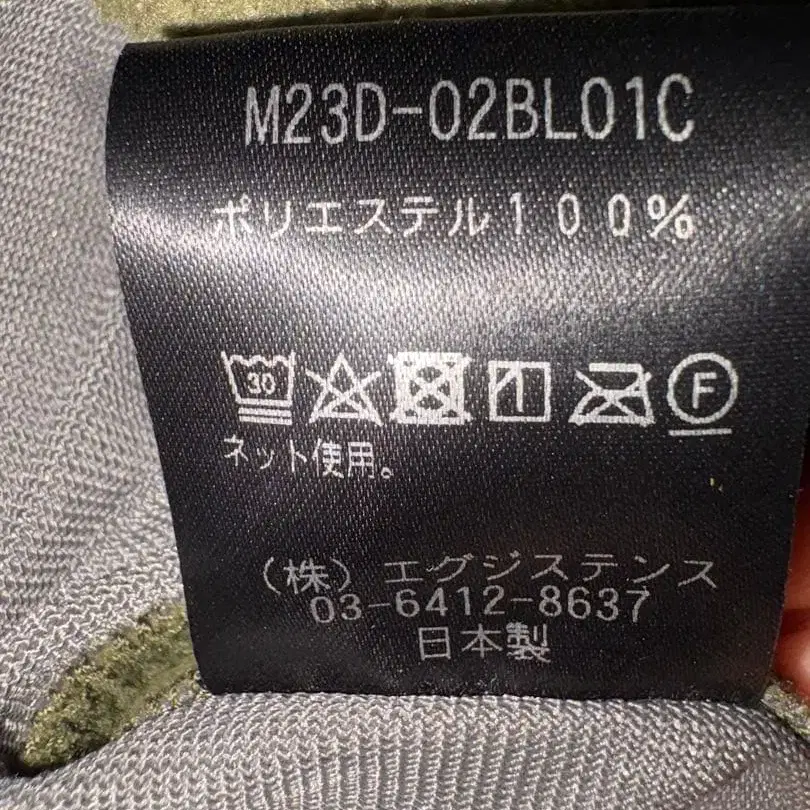 M23D-02BL01C
ポリエステル100%
30 F
ネット使用。
(株)エグジステンス
03-6412-8637
日本製